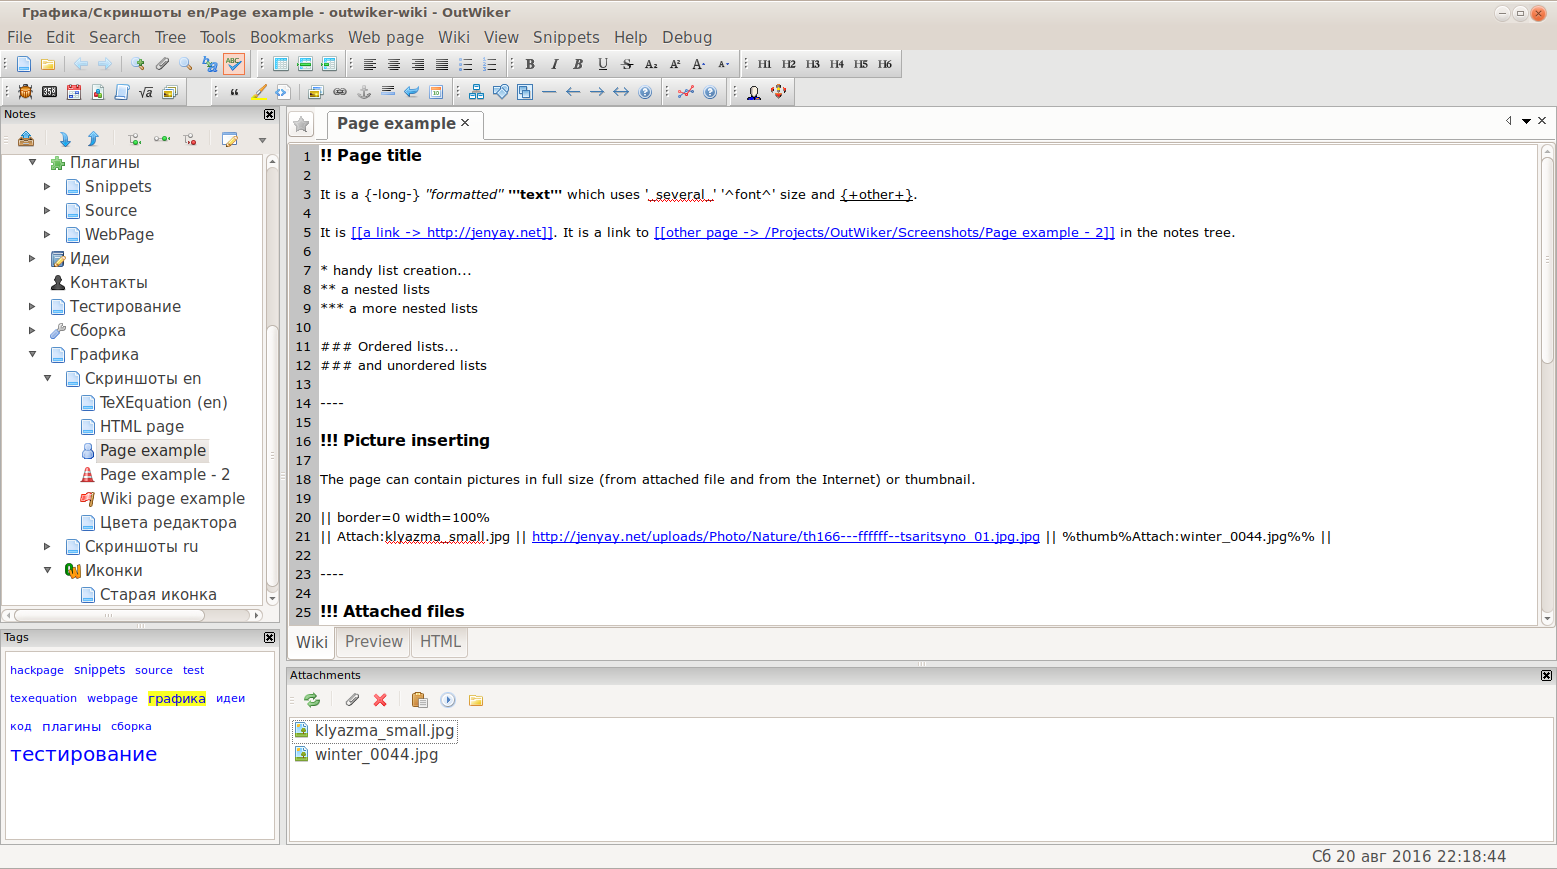 Графика/Скриншоты en/Page example - outwiker-wiki - OutWiker
File Edit Search Tree Tools Bookmarks Web page Wiki View Snippets Help Debug
B I B U S A₂ A² A A H1 H2 H3 H4 H5 H6
√a
Notes
Плагины
Snippets
Source
WebPage
Идеи
Контакты
Тестирование
Сборка
Графика
Скриншоты en
TeXEquation (en)
HTML page
Page example
Page example - 2
Wiki page example
Цвета редактора
Скриншоты ru
Иконки
Старая иконка
Tags
hackpage snippets source test
texequation webpage графика идеи
код плагины сборка
тестирование
Page example
1 !! Page title
2
3 It is a {-long-} ''formatted'' '''text''' which uses '_several_' '^font^' size and {+other+}.
4
5 It is [[a link -> http://jenyay.net]]. It is a link to [[other page -> /Projects/OutWiker/Screenshots/Page example - 2]] in the notes tree.
6
7 * handy list creation...
8 ** a nested lists
9 *** a more nested lists
10
11 ### Ordered lists...
12 ### and unordered lists
13
14 ----
15
16 !!! Picture inserting
17
18 The page can contain pictures in full size (from attached file and from the Internet) or thumbnail.
19
20 || border=0 width=100%
21 || Attach:klyazma_small.jpg || http://jenyay.net/uploads/Photo/Nature/th166---ffffff--tsaritsyno_01.jpg.jpg || %thumb%Attach:winter_0044.jpg%% ||
22
23 ----
24
25 !!! Attached files
Wiki Preview HTML
Attachments
klyazma_small.jpg
winter_0044.jpg
Сб 20 авг 2016 22:18:44